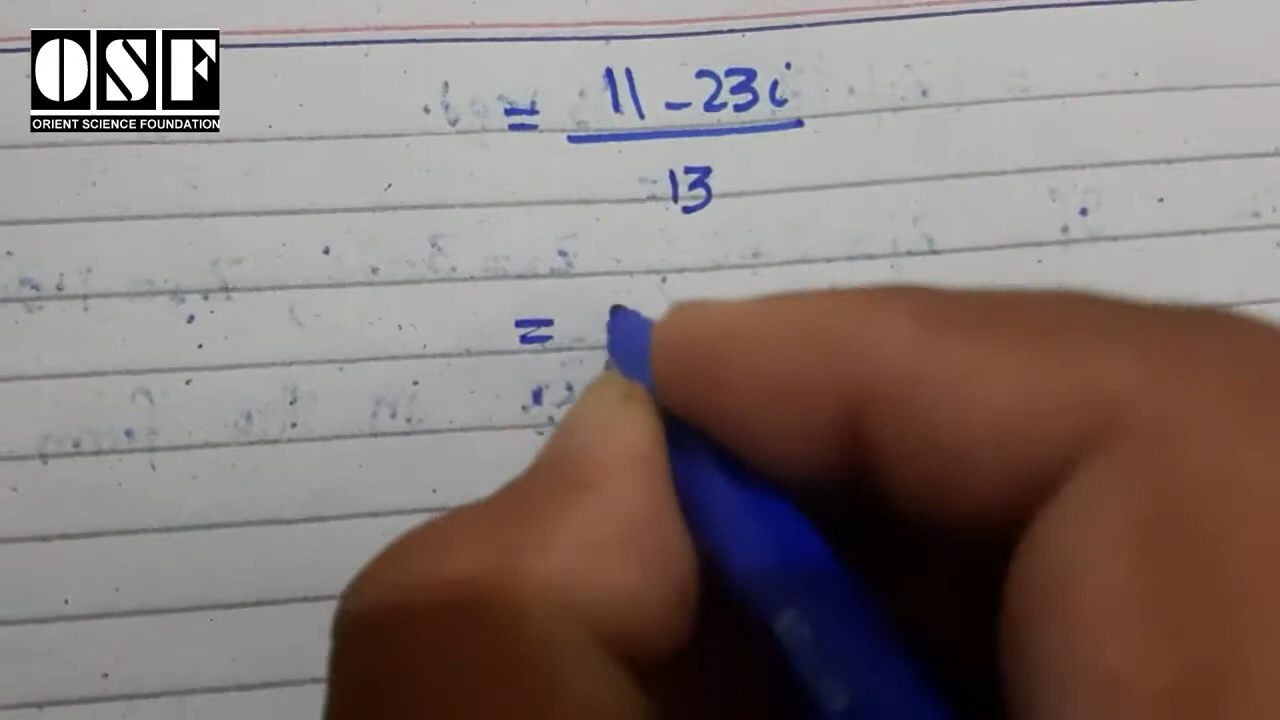 OSF
ORIENT SCIENCE FOUNDATION
= 11 - 23i
13
=